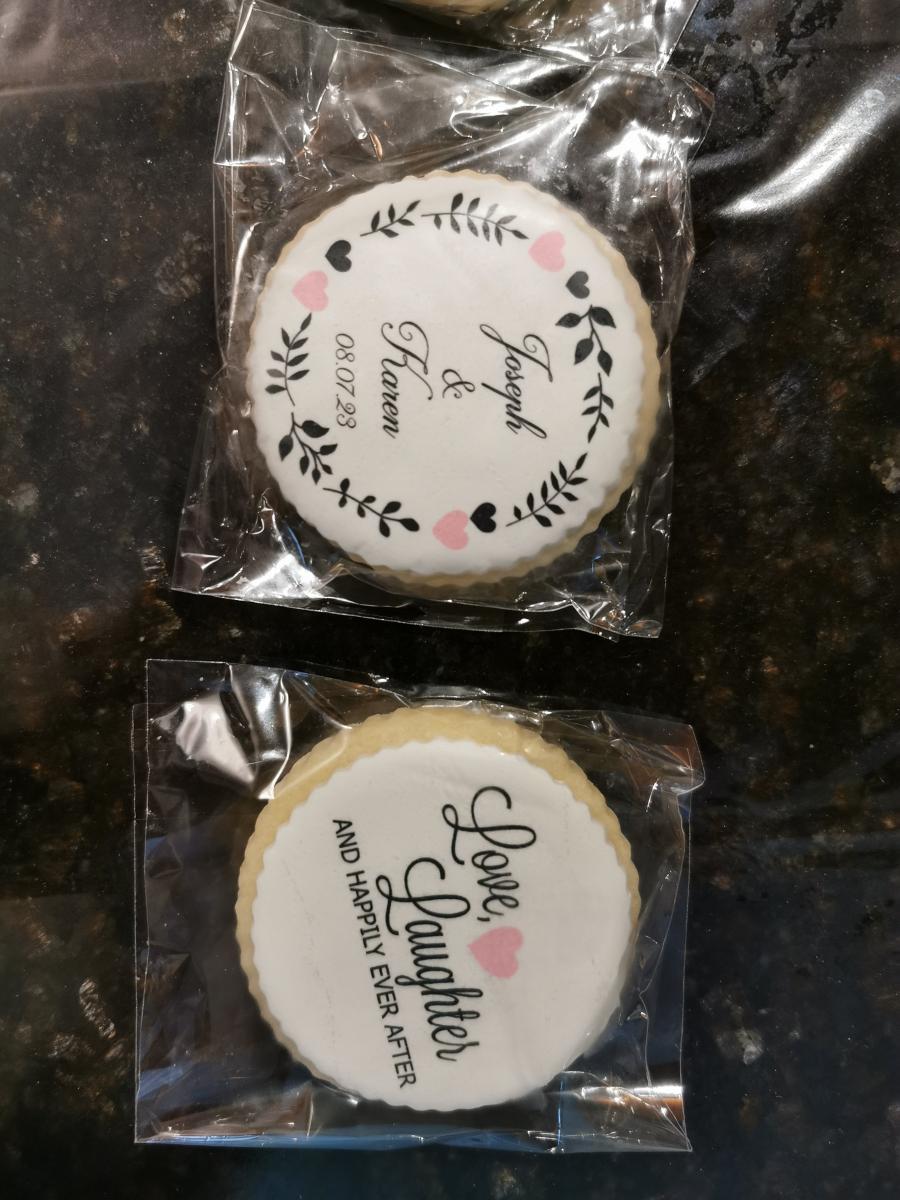 Joseph
&
Karen
08.07.23
Love,
Laughter
AND HAPPILY EVER AFTER